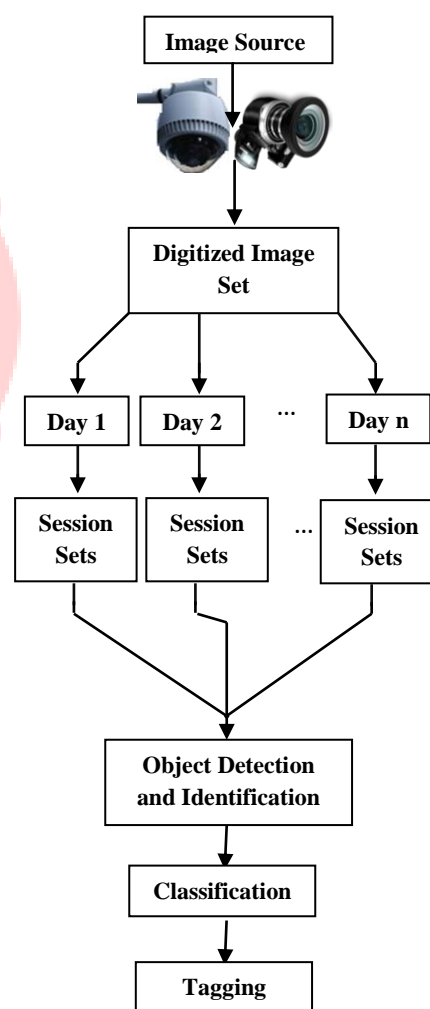 Image Source
Digitized Image
Set
Day 1
Day 2
...
Day n
Session
Sets
Session
Sets
...
Session
Sets
Object Detection
and Identification
Classification
Tagging